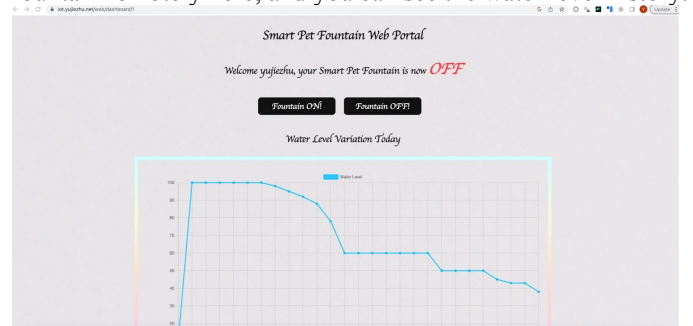 iot.yujiezhu.net/web/dashboard/1
Update
Smart Pet Fountain Web Portal
Welcome yujiezhu, your Smart Pet Fountain is now OFF
Fountain ON! Fountain OFF!
Water Level Variation Today
Water Level
100
90
80
70
60
50
40
30
20